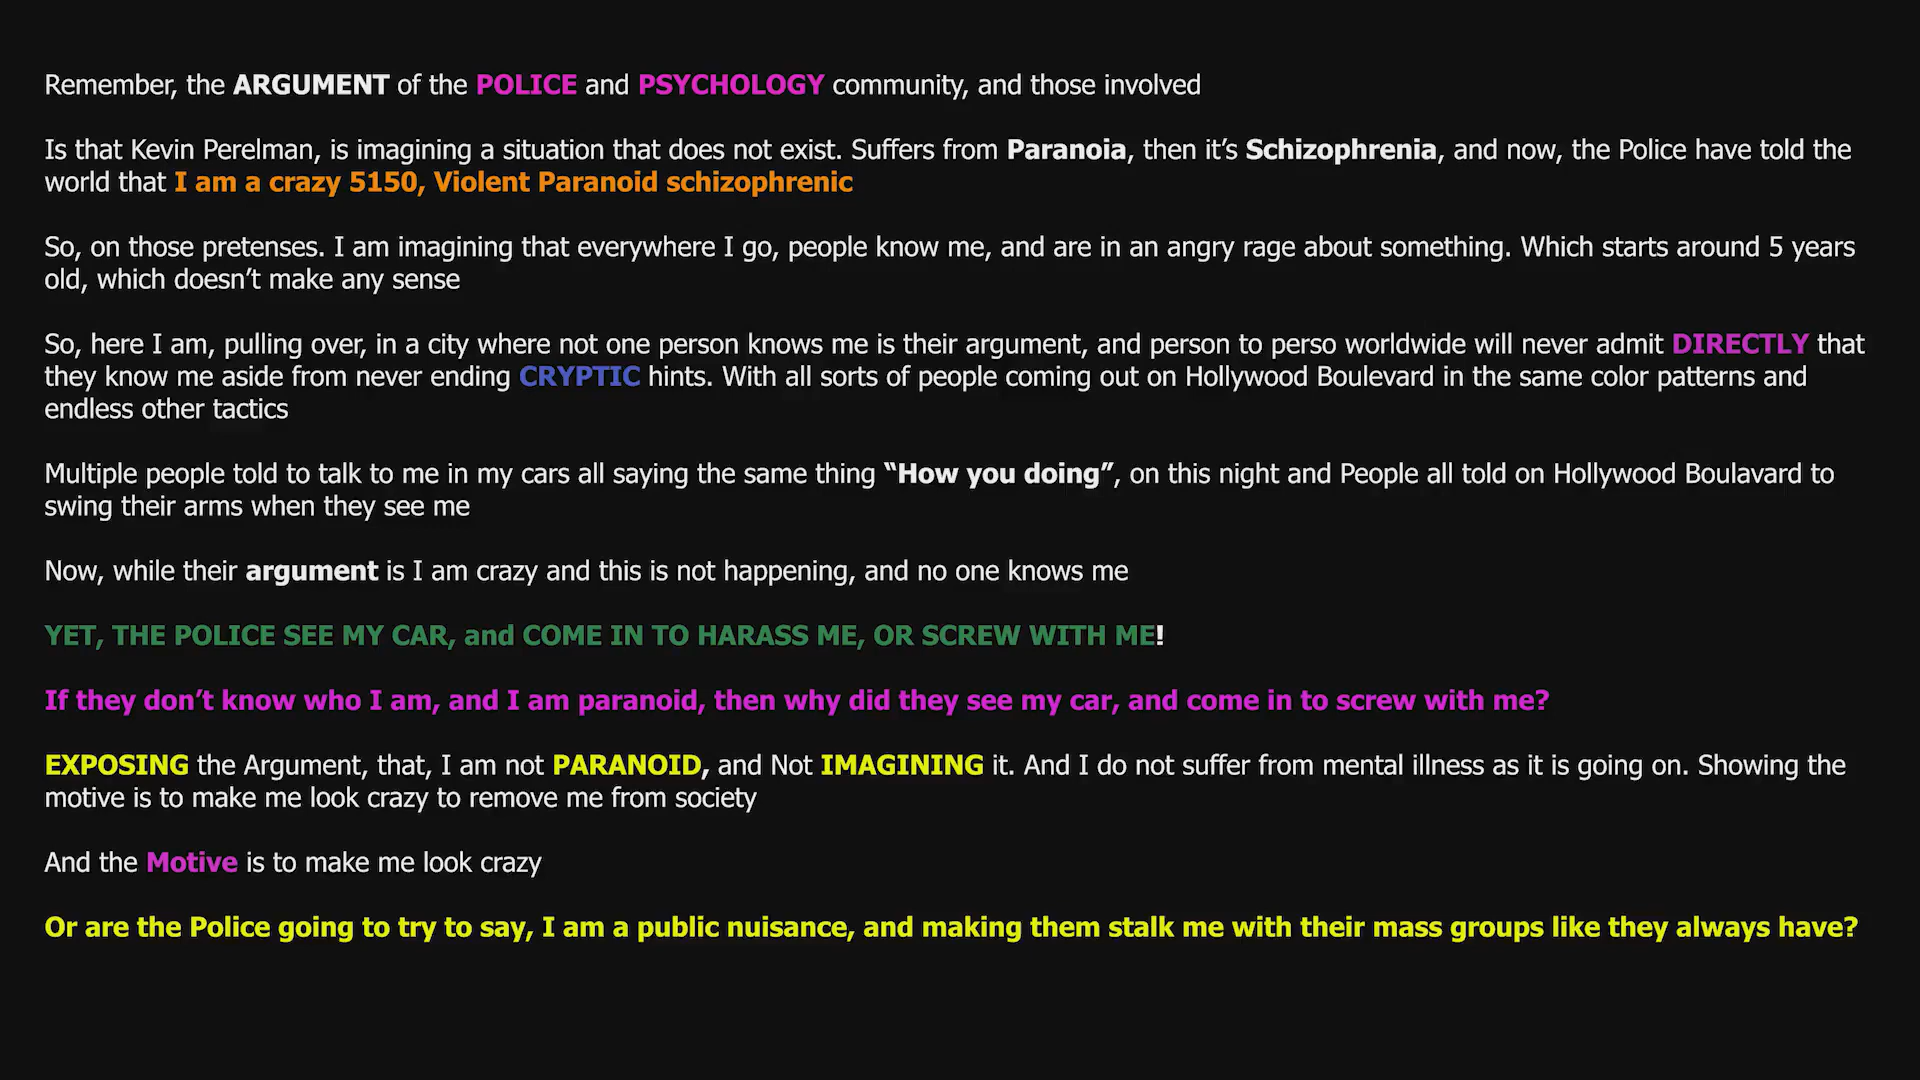 Remember, the ARGUMENT of the POLICE and PSYCHOLOGY community, and those involved
Is that Kevin Perelman, is imagining a situation that does not exist. Suffers from Paranoia, then it’s Schizophrenia, and now, the Police have told the
world that I am a crazy 5150, Violent Paranoid schizophrenic
So, on those pretenses. I am imagining that everywhere I go, people know me, and are in an angry rage about something. Which starts around 5 years
old, which doesn’t make any sense
So, here I am, pulling over, in a city where not one person knows me is their argument, and person to perso worldwide will never admit DIRECTLY that
they know me aside from never ending CRYPTIC hints. With all sorts of people coming out on Hollywood Boulevard in the same color patterns and
endless other tactics
Multiple people told to talk to me in my cars all saying the same thing “How you doing”, on this night and People all told on Hollywood Boulavard to
swing their arms when they see me
Now, while their argument is I am crazy and this is not happening, and no one knows me
YET, THE POLICE SEE MY CAR, and COME IN TO HARASS ME, OR SCREW WITH ME!
If they don’t know who I am, and I am paranoid, then why did they see my car, and come in to screw with me?
EXPOSING the Argument, that, I am not PARANOID, and Not IMAGINING it. And I do not suffer from mental illness as it is going on. Showing the
motive is to make me look crazy to remove me from society
And the Motive is to make me look crazy
Or are the Police going to try to say, I am a public nuisance, and making them stalk me with their mass groups like they always have?